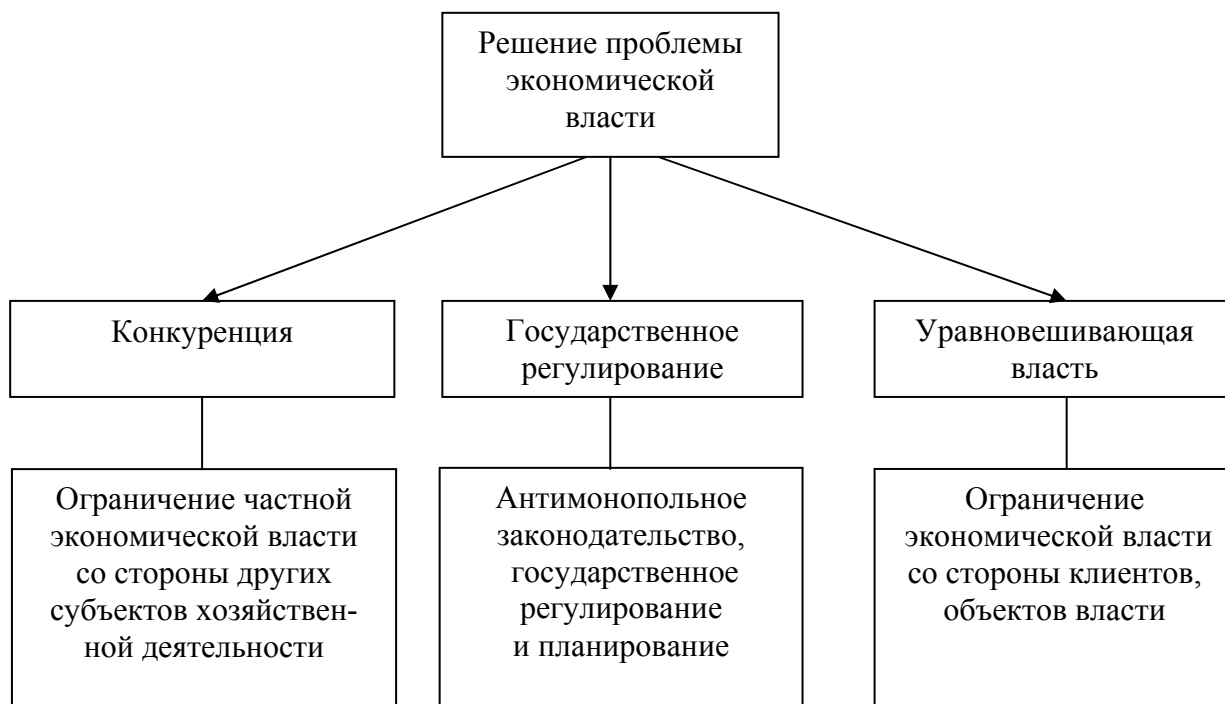 Решение проблемы
экономической
власти
Конкуренция
Государственное
регулирование
Уравновешивающая
власть
Ограничение частной
экономической власти
со стороны других
субъектов хозяйствен-
ной деятельности
Антимонопольное
законодательство,
государственное
регулирование
и планирование
Ограничение
экономической власти
со стороны клиентов,
объектов власти